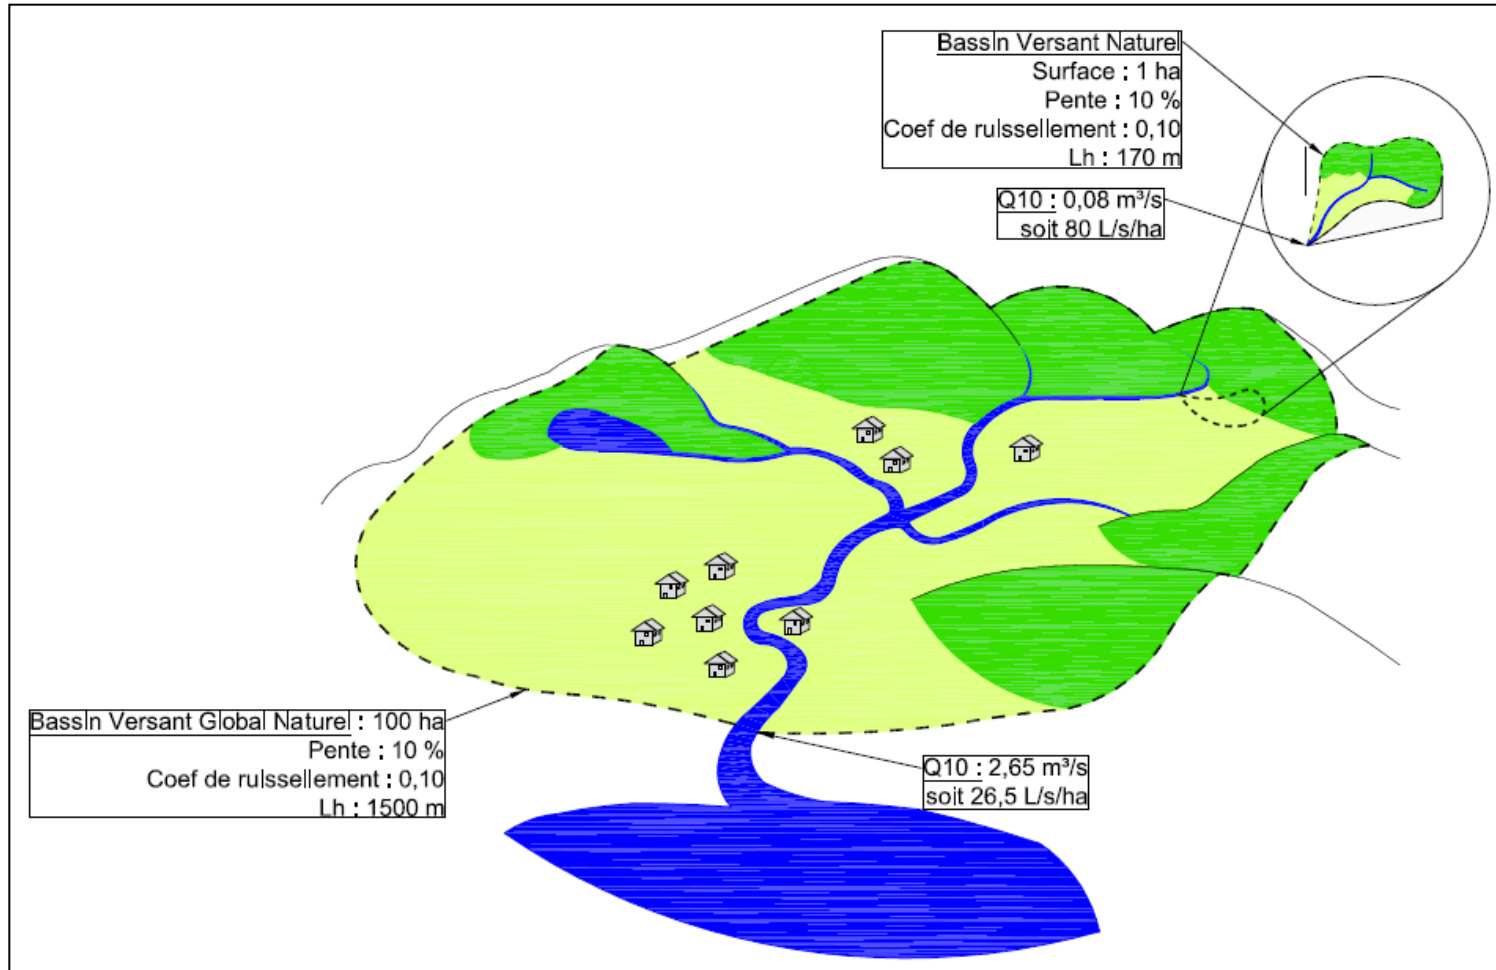 Bassin Versant Naturel
Surface : 1 ha
Pente : 10 %
Coef de ruissellement : 0,10
Lh : 170 m
Q10 : 0,08 m³/s
soit 80 L/s/ha
Bassin Versant Global Naturel : 100 ha
Pente : 10 %
Coef de ruissellement : 0,10
Lh : 1500 m
Q10 : 2,65 m³/s
soit 26,5 L/s/ha